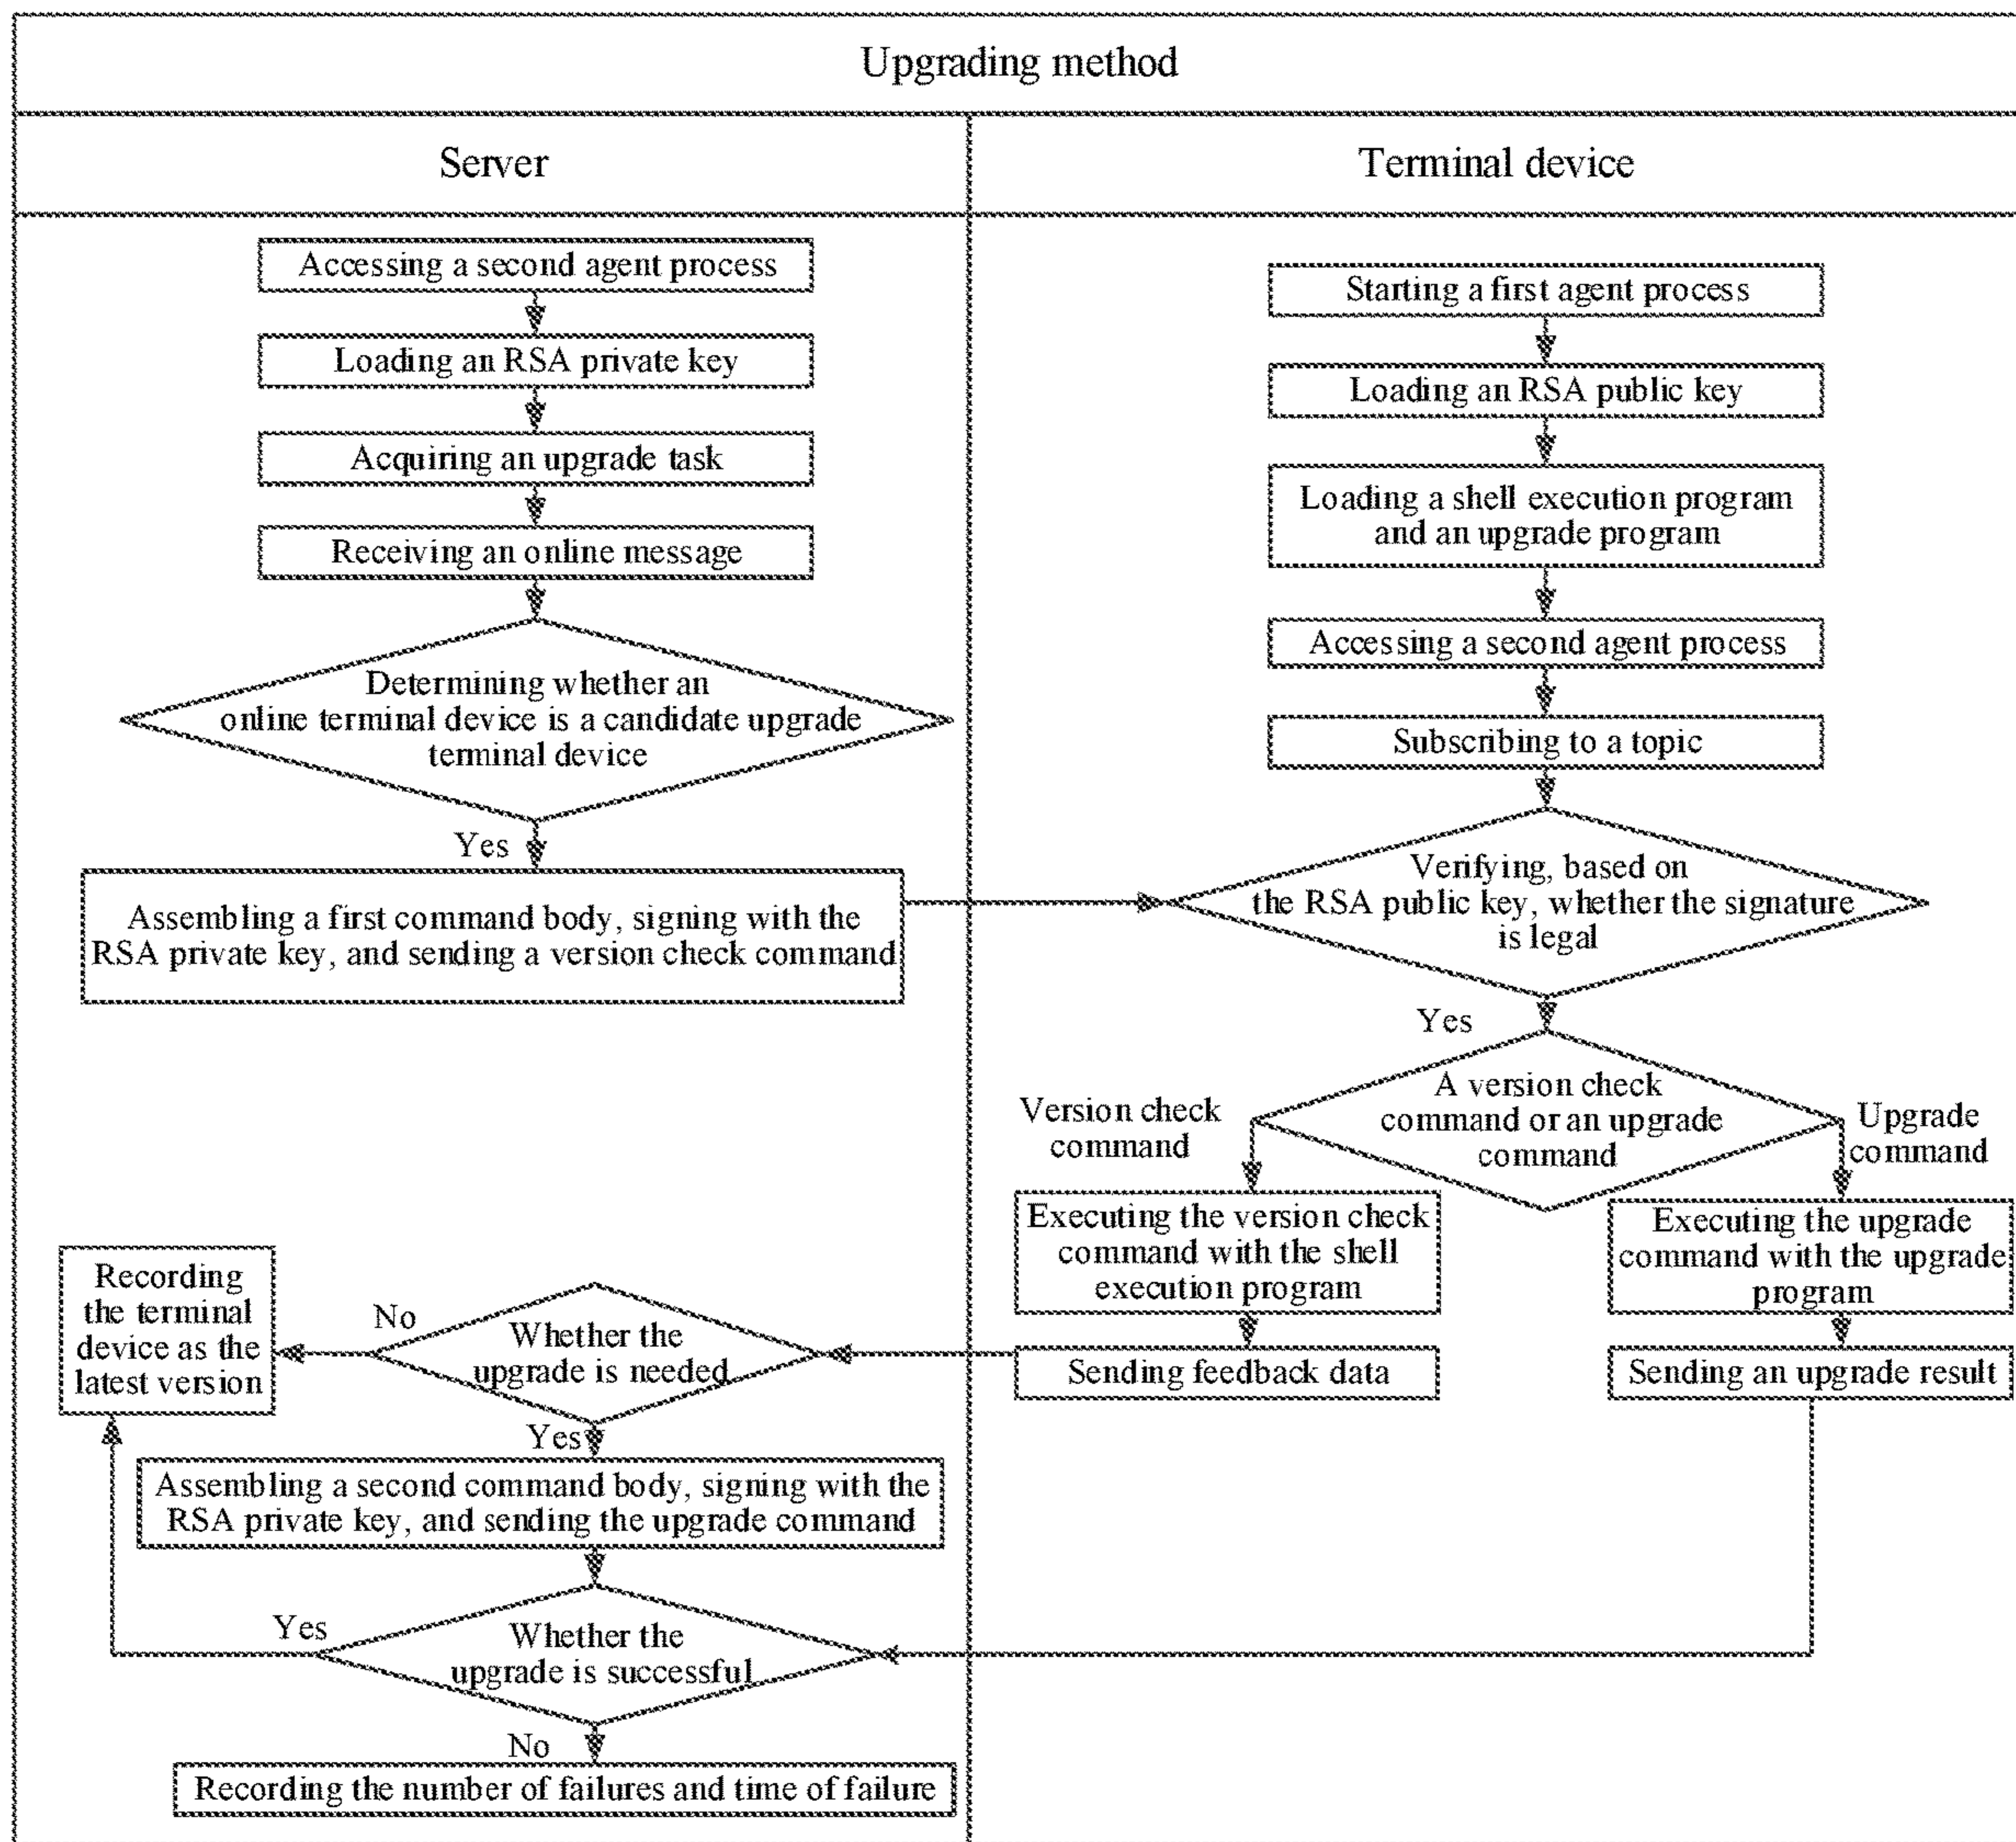 Upgrading method
Server
Terminal device
Accessing a second agent process
Loading an RSA private key
Acquiring an upgrade task
Receiving an online message
Determining whether an
online terminal device is a candidate upgrade
terminal device
Yes
Assembling a first command body, signing with the
RSA private key, and sending a version check command
Starting a first agent process
Loading an RSA public key
Loading a shell execution program
and an upgrade program
Accessing a second agent process
Subscribing to a topic
Verifying, based on
the RSA public key, whether the signature
is legal
Yes
A version check
command or an upgrade
command
Version check
command
Upgrade
command
Executing the version check
command with the shell
execution program
Executing the upgrade
command with the upgrade
program
Sending feedback data
Sending an upgrade result
Whether the
upgrade is needed
No
Recording
the terminal
device as the
latest version
Yes
Assembling a second command body, signing with the
RSA private key, and sending the upgrade command
Whether the
upgrade is successful
Yes
No
Recording the number of failures and time of failure